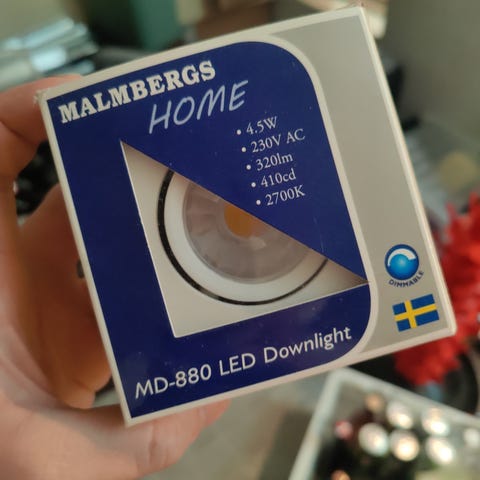 MALMBERGS
HOME
• 4.5W
• 230V AC
• 320lm
• 410cd
• 2700K
DIMMABLE
MD-880 LED Downlight